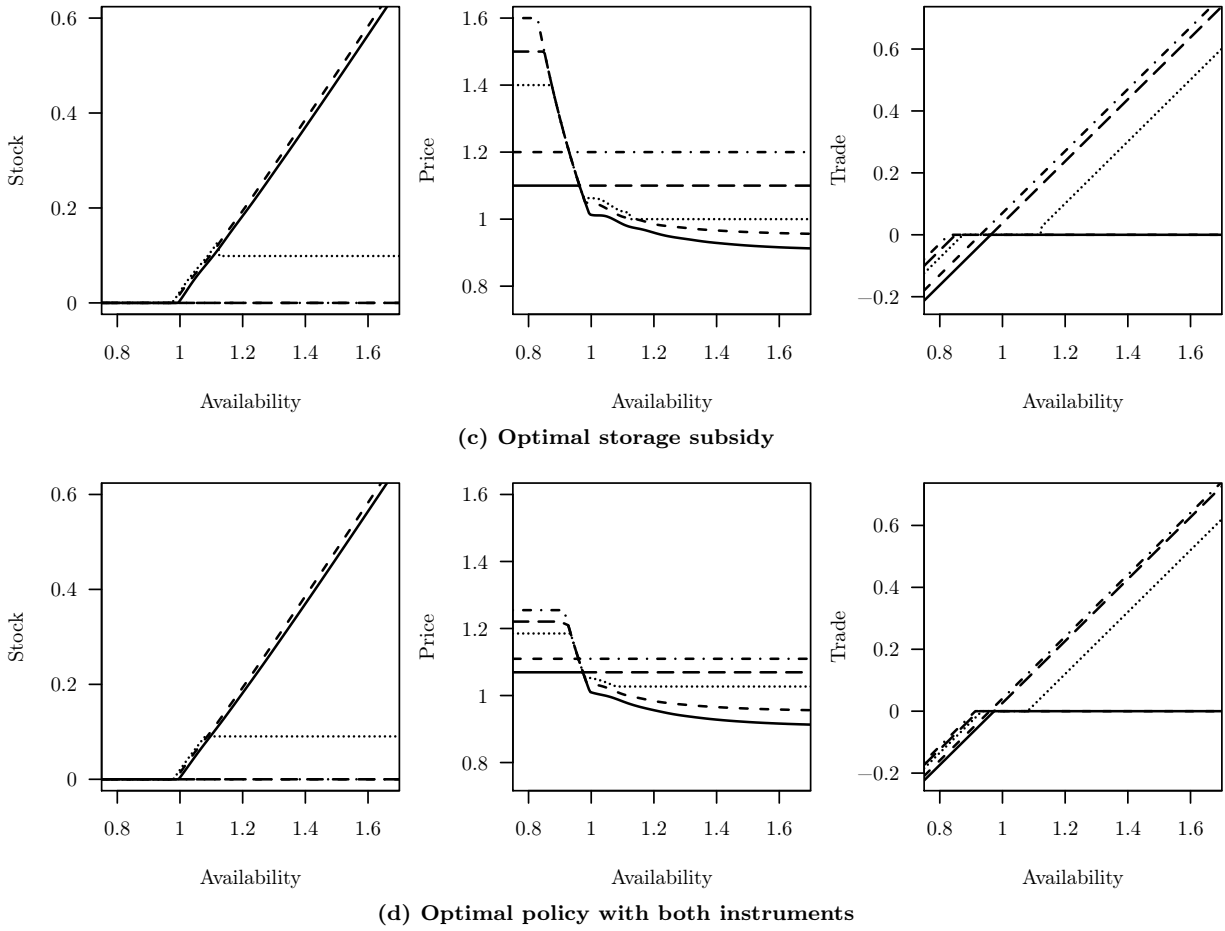 0.6
0.4
0.2
0
Stock
0.8 1 1.2 1.4 1.6
Availability
1.6
1.4
1.2
1
0.8
Price
0.8 1 1.2 1.4 1.6
Availability
0.6
0.4
0.2
0
−0.2
Trade
0.8 1 1.2 1.4 1.6
Availability
(c) Optimal storage subsidy
0.6
0.4
0.2
0
Stock
0.8 1 1.2 1.4 1.6
Availability
1.6
1.4
1.2
1
0.8
Price
0.8 1 1.2 1.4 1.6
Availability
0.6
0.4
0.2
0
−0.2
Trade
0.8 1 1.2 1.4 1.6
Availability
(d) Optimal policy with both instruments